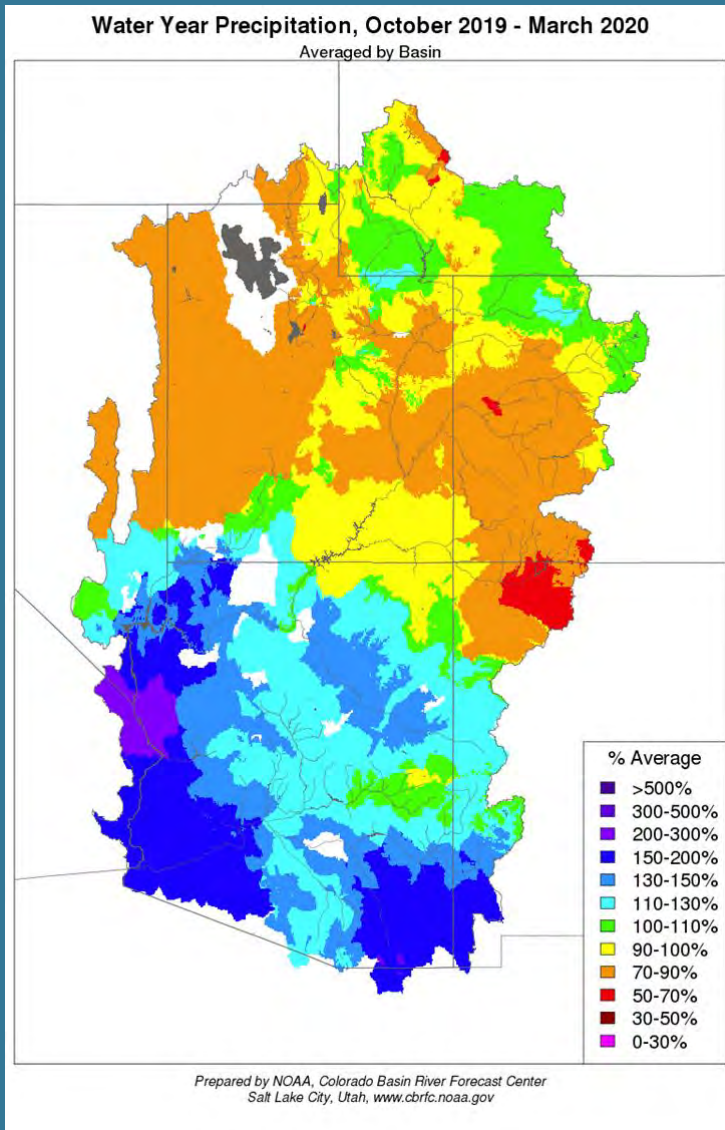 Water Year Precipitation, October 2019 - March 2020
Averaged by Basin
% Average
>500%
300-500%
200-300%
150-200%
130-150%
110-130%
100-110%
90-100%
70-90%
50-70%
30-50%
0-30%
Prepared by NOAA, Colorado Basin River Forecast Center
Salt Lake City, Utah, www.cbrfc.noaa.gov